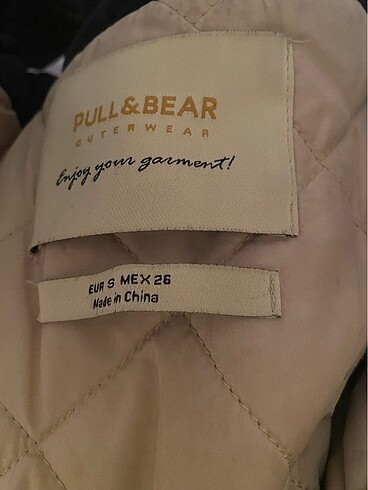 PULL&BEAR
OUTERWEAR
Enjoy your garment!
EUR S MEX 26
Made in China